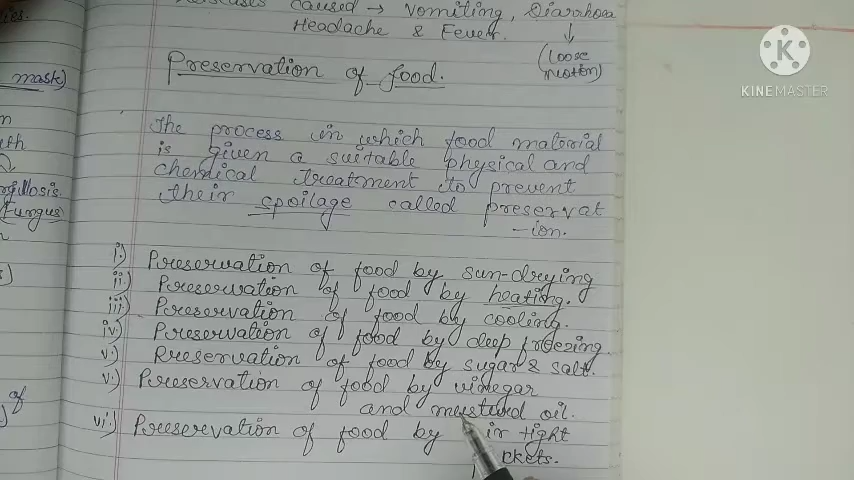 caused → Vomiting, Diarrhoea
Headache & Fever.
↓
(Loose
motion)
Preservation of food.
The process in which food material
is given a suitable physical and
chemical treatment to prevent
their spoilage called preservat
-ion.
i:) Preservation of food by sun-drying
ii:) Preservation of food by heating.
iii:) Preservation of food by cooling.
iv:) Preservation of food by deep freezing.
v:) Preservation of food by sugar & salt.
v:) Preservation of food by vinegar
and mustard oil.
vi:) Preservation of food by tight
mask)
Fungus
of
K
KINEMASTER